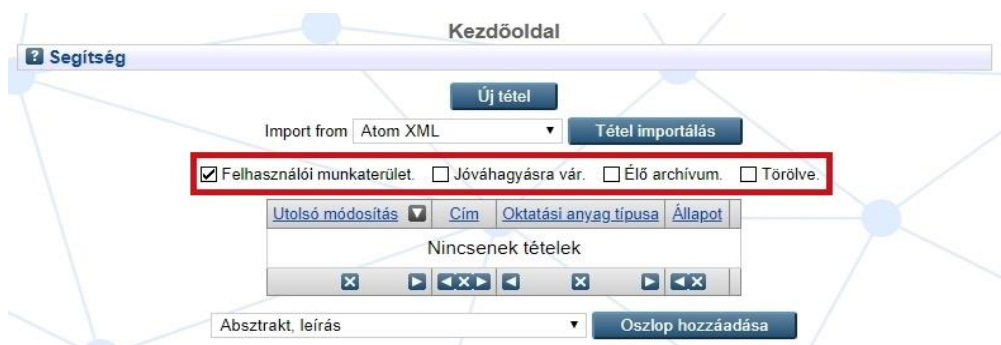 Kezdőoldal
? Segítség
Új tétel
Import from Atom XML Tétel importálás
Felhasználói munkaterület. Jóváhagyásra vár. Élő archívum. Törölve.
Utolsó módosítás Cím Oktatási anyag típusa Állapot
Nincsenek tételek
Absztrakt, leírás Oszlop hozzáadása